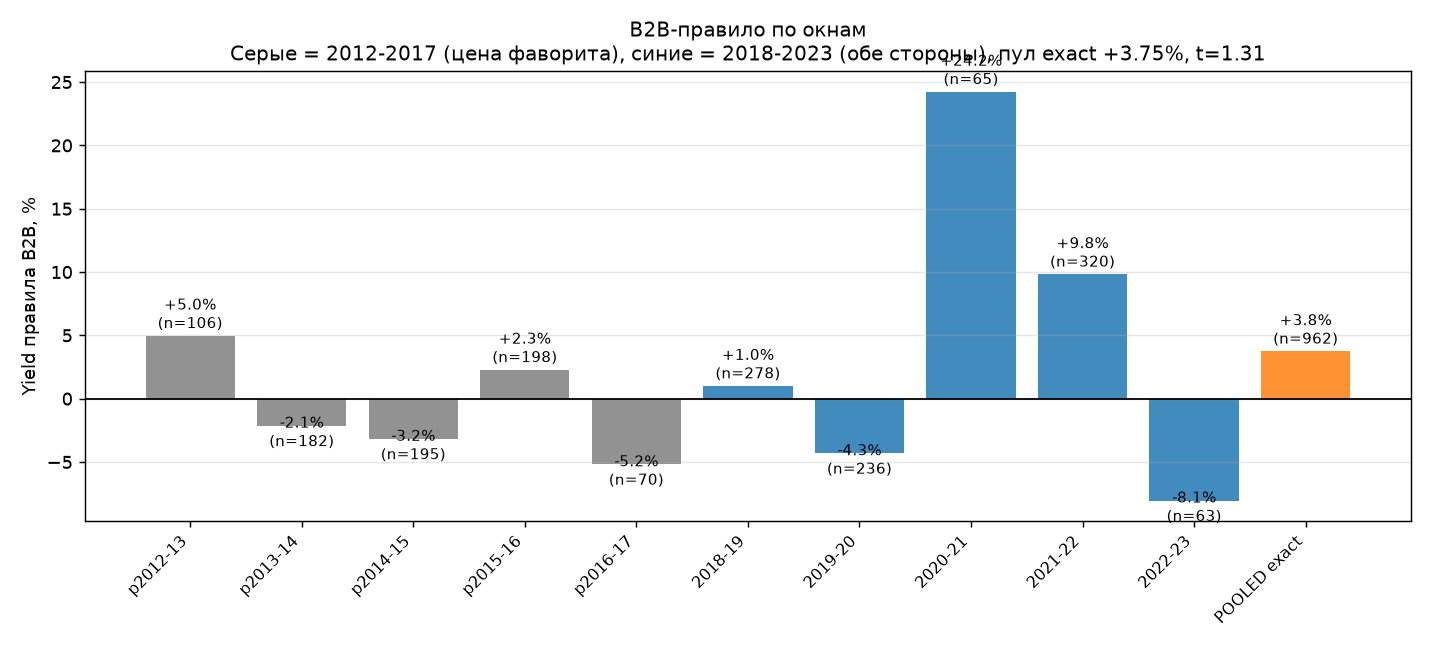 B2B-правило по окнам
Серые = 2012-2017 (цена фаворита), синие = 2018-2023 (обе стороны), пул exact +3.75%, t=1.31
Yield правила B2B, %
25
20
15
10
5
0
−5
+5.0%
(n=106)
-2.1%
(n=182)
-3.2%
(n=195)
+2.3%
(n=198)
-5.2%
(n=70)
+1.0%
(n=278)
-4.3%
(n=236)
+24.2%
(n=65)
+9.8%
(n=320)
-8.1%
(n=63)
+3.8%
(n=962)
p2012-13
p2013-14
p2014-15
p2015-16
p2016-17
2018-19
2019-20
2020-21
2021-22
2022-23
POOLED exact